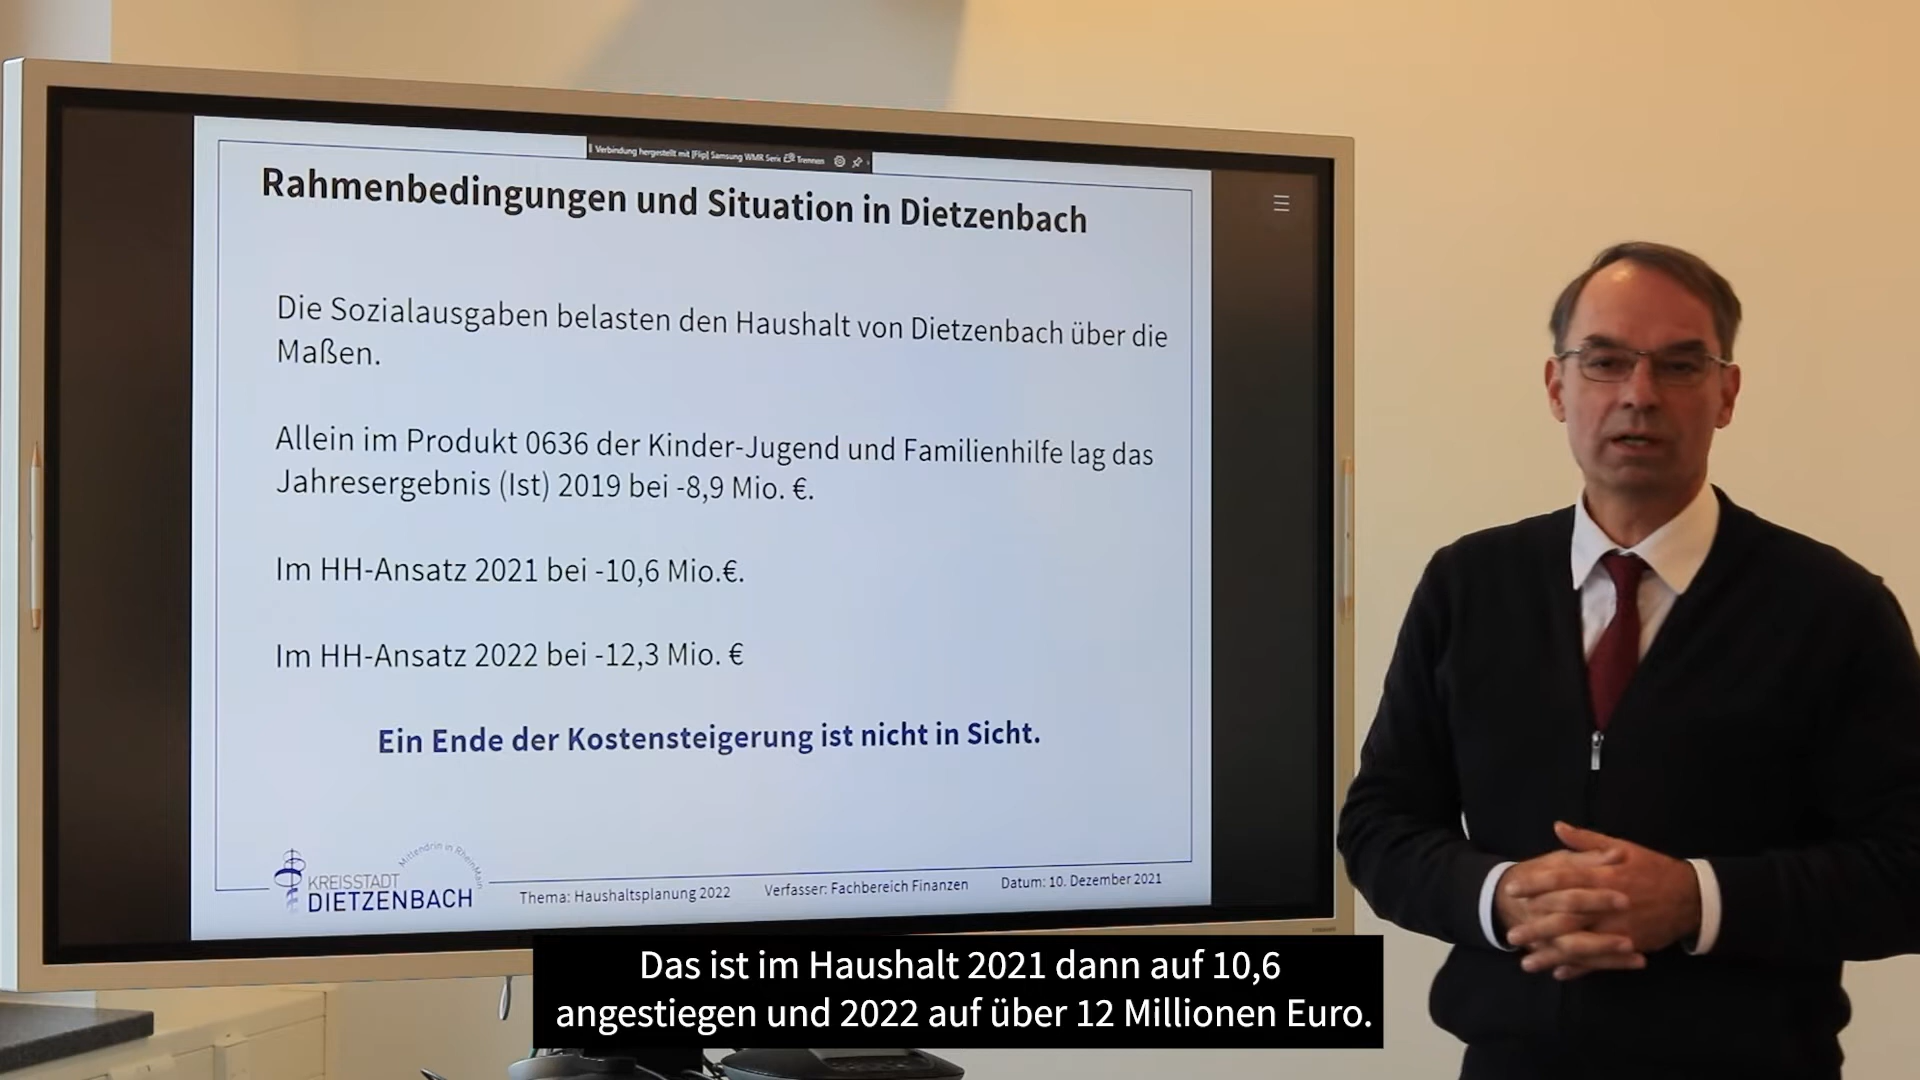 Verbindung hergestellt mit [Flip] Samsung WMR Serie Trennen
Rahmenbedingungen und Situation in Dietzenbach
Die Sozialausgaben belasten den Haushalt von Dietzenbach über die
Maßen.
Allein im Produkt 0636 der Kinder-Jugend und Familienhilfe lag das
Jahresergebnis (Ist) 2019 bei -8,9 Mio. €.
Im HH-Ansatz 2021 bei -10,6 Mio.€.
Im HH-Ansatz 2022 bei -12,3 Mio. €
Ein Ende der Kostensteigerung ist nicht in Sicht.
Mittendrin in RheinMain
KREISSTADT
DIETZENBACH
Thema: Haushaltsplanung 2022 Verfasser: Fachbereich Finanzen Datum: 10. Dezember 2021
Das ist im Haushalt 2021 dann auf 10,6
angestiegen und 2022 auf über 12 Millionen Euro.